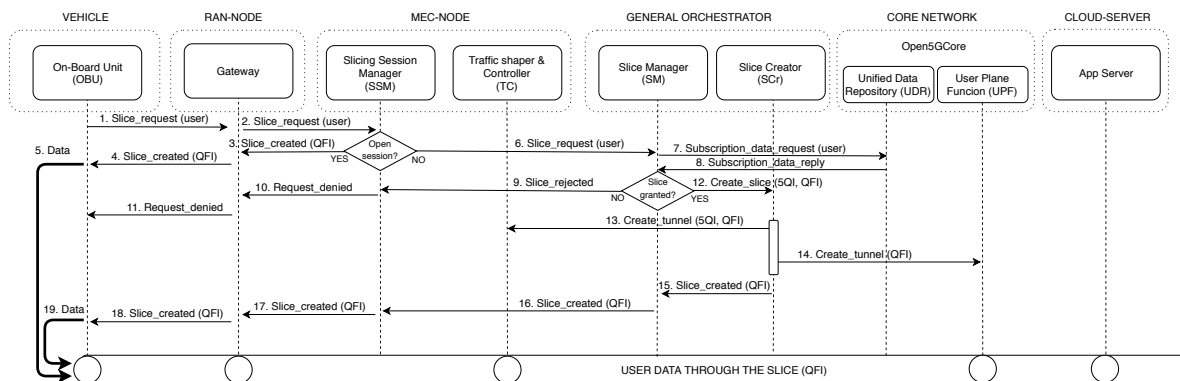 VEHICLE
RAN-NODE
MEC-NODE
GENERAL ORCHESTRATOR
CORE NETWORK
CLOUD-SERVER
On-Board Unit
(OBU)
Gateway
Slicing Session
Manager
(SSM)
Traffic shaper &
Controller
(TC)
Slice Manager
(SM)
Slice Creator
(SCr)
Open5GCore
Unified Data
Repository (UDR)
User Plane
Funcion (UPF)
App Server
1. Slice_request (user)
2. Slice_request (user)
3. Slice_created (QFI)
Open
session?
YES
NO
6. Slice_request (user)
7. Subscription_data_request (user)
5. Data
4. Slice_created (QFI)
8. Subscription_data_reply
10. Request_denied
9. Slice_rejected
Slice
granted?
NO
YES
12. Create_slice (5QI, QFI)
11. Request_denied
13. Create_tunnel (5QI, QFI)
14. Create_tunnel (QFI)
15. Slice_created (QFI)
16. Slice_created (QFI)
17. Slice_created (QFI)
19. Data
18. Slice_created (QFI)
USER DATA THROUGH THE SLICE (QFI)